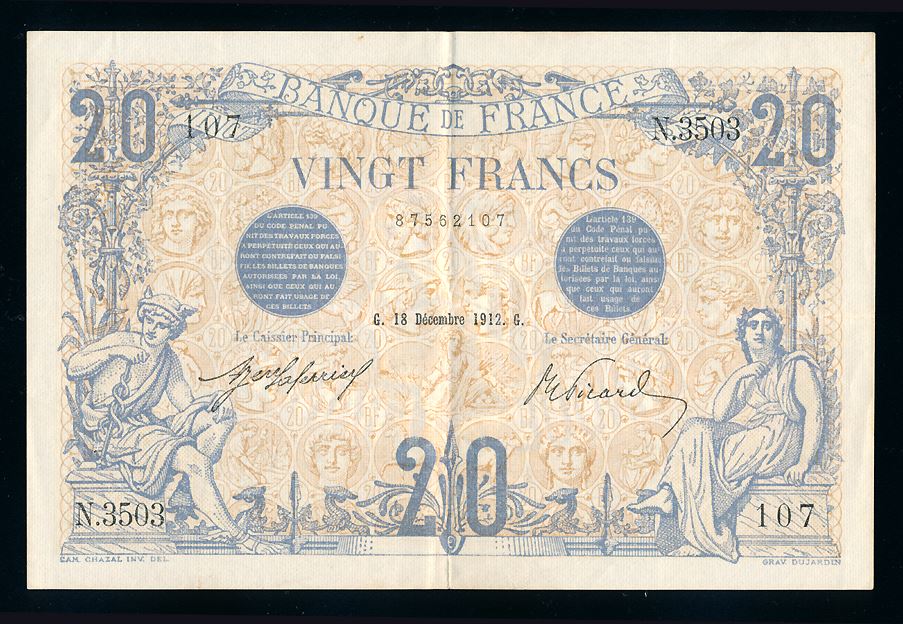 BANQUE DE FRANCE
20 107 N.3503 20
VINGT FRANCS
87562107
L'ARTICLE 139
DU CODE PENAL PU
NIT DES TRAVAUX FORCES
A PERPETUITE CEUX QUI AU
RONT CONTREFAIT OU FALSI
FIE LES BILLETS DE BANQUES
AUTORISEES PAR LA LOI,
AINSI QUE CEUX QUI AU
RONT FAIT USAGE DE
CES BILLETS
L'article 139
du Code Pénal pu
nit des travaux forcés
à perpétuité ceux qui au
ront contrefait ou falsifié
les Billets de Banques au
torisées par la loi, ainsi
que ceux qui auront
fait usage de
ces Billets
G. 18 Décembre 1912. G.
Le Caissier Principal:
Le Secrétaire Général:
Picard
20
N.3503
107
CAM. CHAZAL INV. DEL.
GRAV. DUJARDIN